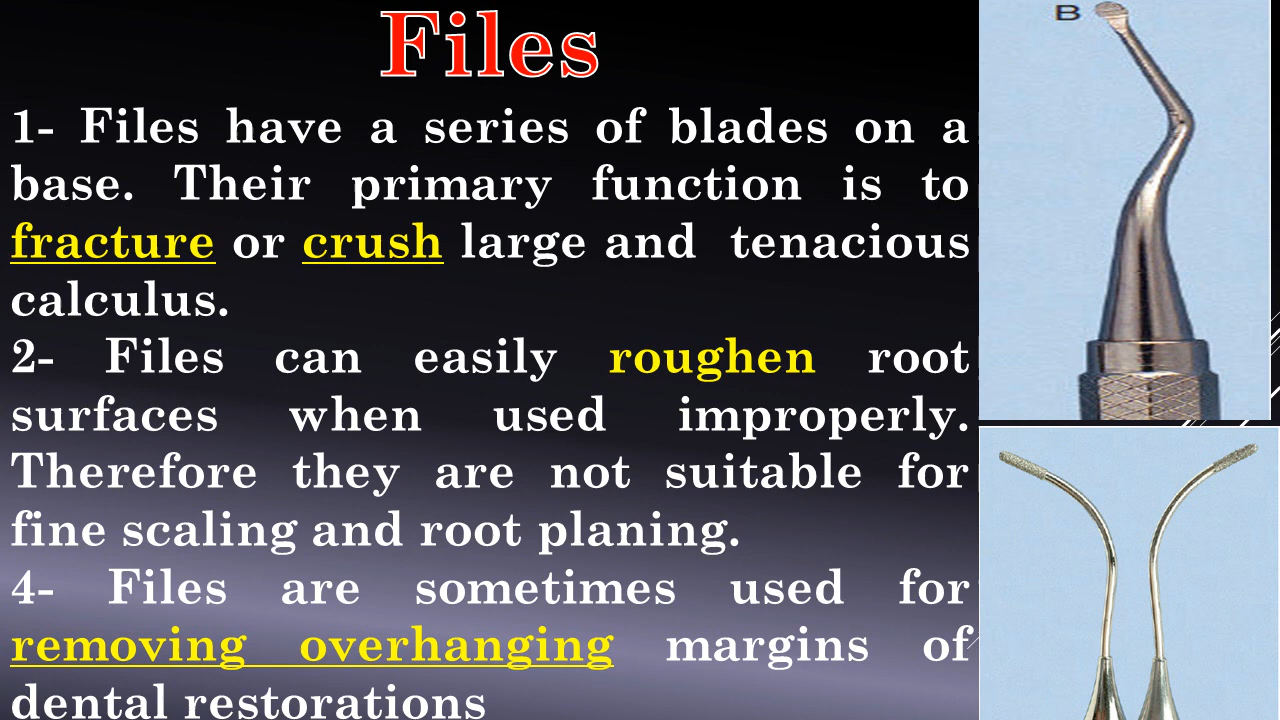 Files
1- Files have a series of blades on a
base. Their primary function is to
fracture or crush large and tenacious
calculus.
2- Files can easily roughen root
surfaces when used improperly.
Therefore they are not suitable for
fine scaling and root planing.
4- Files are sometimes used for
removing overhanging margins of
dental restorations
B